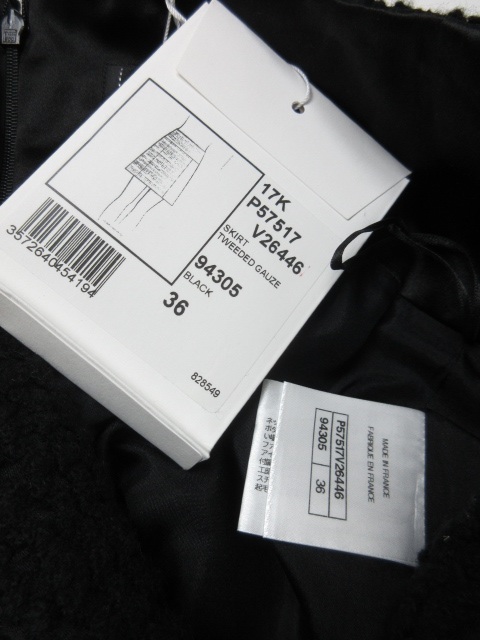 17K
P57517
V26446
SKIRT
TWEEDED GAUZE
94305
BLACK
36
3572640454194
828549
MADE IN FRANCE
FABRIQUE EN FRANCE
P57517V26446
94305 36